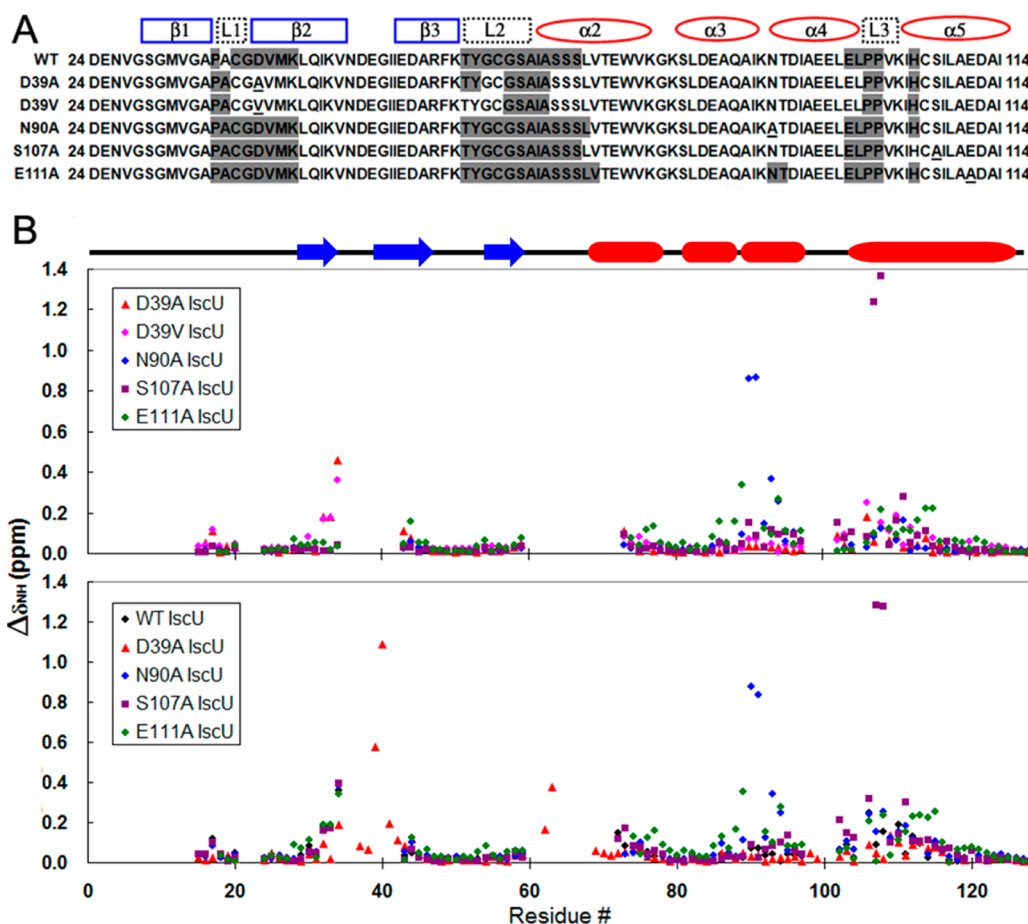 A
β1 L1 β2 β3 L2 α2 α3 α4 L3 α5
WT 24 DENVGSGMVGAPACGDVMKLQIKVNDEGIIEDARFKTYGCGSAIASSSLVTEWVKGKSLDEAQAIKNTDIAEELELPPVKIHCSILAEDAI 114
D39A 24 DENVGSGMVGAPACGAVMKLQIKVNDEGIIEDARFKTYGCGSAIASSSLVTEWVKGKSLDEAQAIKNTDIAEELELPPVKIHCSILAEDAI 114
D39V 24 DENVGSGMVGAPACGVVMKLQIKVNDEGIIEDARFKTYGCGSAIASSSLVTEWVKGKSLDEAQAIKNTDIAEELELPPVKIHCSILAEDAI 114
N90A 24 DENVGSGMVGAPACGDVMKLQIKVNDEGIIEDARFKTYGCGSAIASSSLVTEWVKGKSLDEAQAIKATDIAEELELPPVKIHCSILAEDAI 114
S107A 24 DENVGSGMVGAPACGDVMKLQIKVNDEGIIEDARFKTYGCGSAIASSSLVTEWVKGKSLDEAQAIKNTDIAEELELPPVKIHCAILAEDAI 114
E111A 24 DENVGSGMVGAPACGDVMKLQIKVNDEGIIEDARFKTYGCGSAIASSSLVTEWVKGKSLDEAQAIKNTDIAEELELPPVKIHCSILAADAI 114
B
1.4
1.2
1.0
0.8
0.6
0.4
0.2
0.0
D39A IscU
D39V IscU
N90A IscU
S107A IscU
E111A IscU
ΔδNH (ppm)
1.4
1.2
1.0
0.8
0.6
0.4
0.2
0.0
WT IscU
D39A IscU
N90A IscU
S107A IscU
E111A IscU
0 20 40 60 80 100 120
Residue #